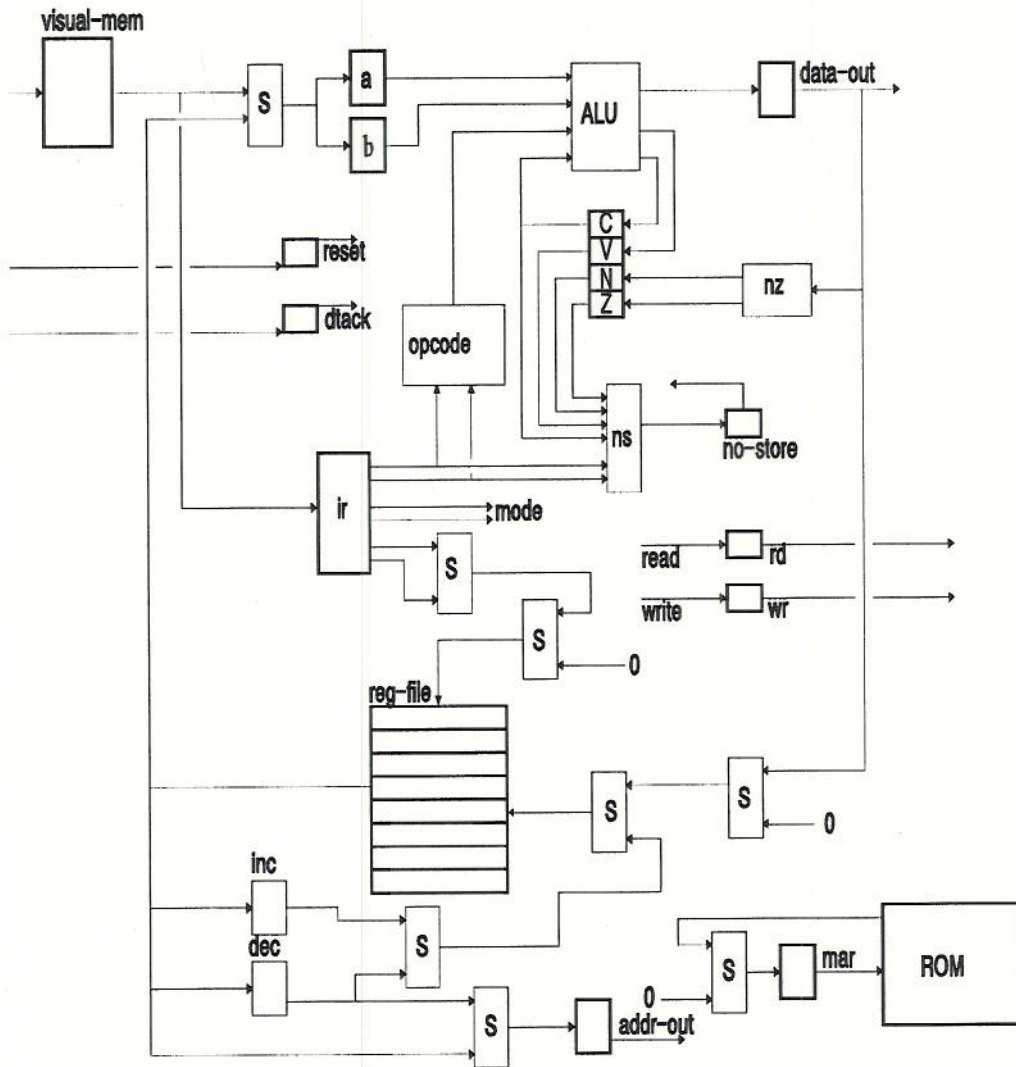 visual-mem
S
a
b
ALU
data-out
C
V
N
Z
nz
reset
dtack
opcode
ns
no-store
ir
mode
S
read
rd
write
wr
S
0
reg-file
S
S
0
inc
S
dec
S
mar
ROM
0
S
addr-out